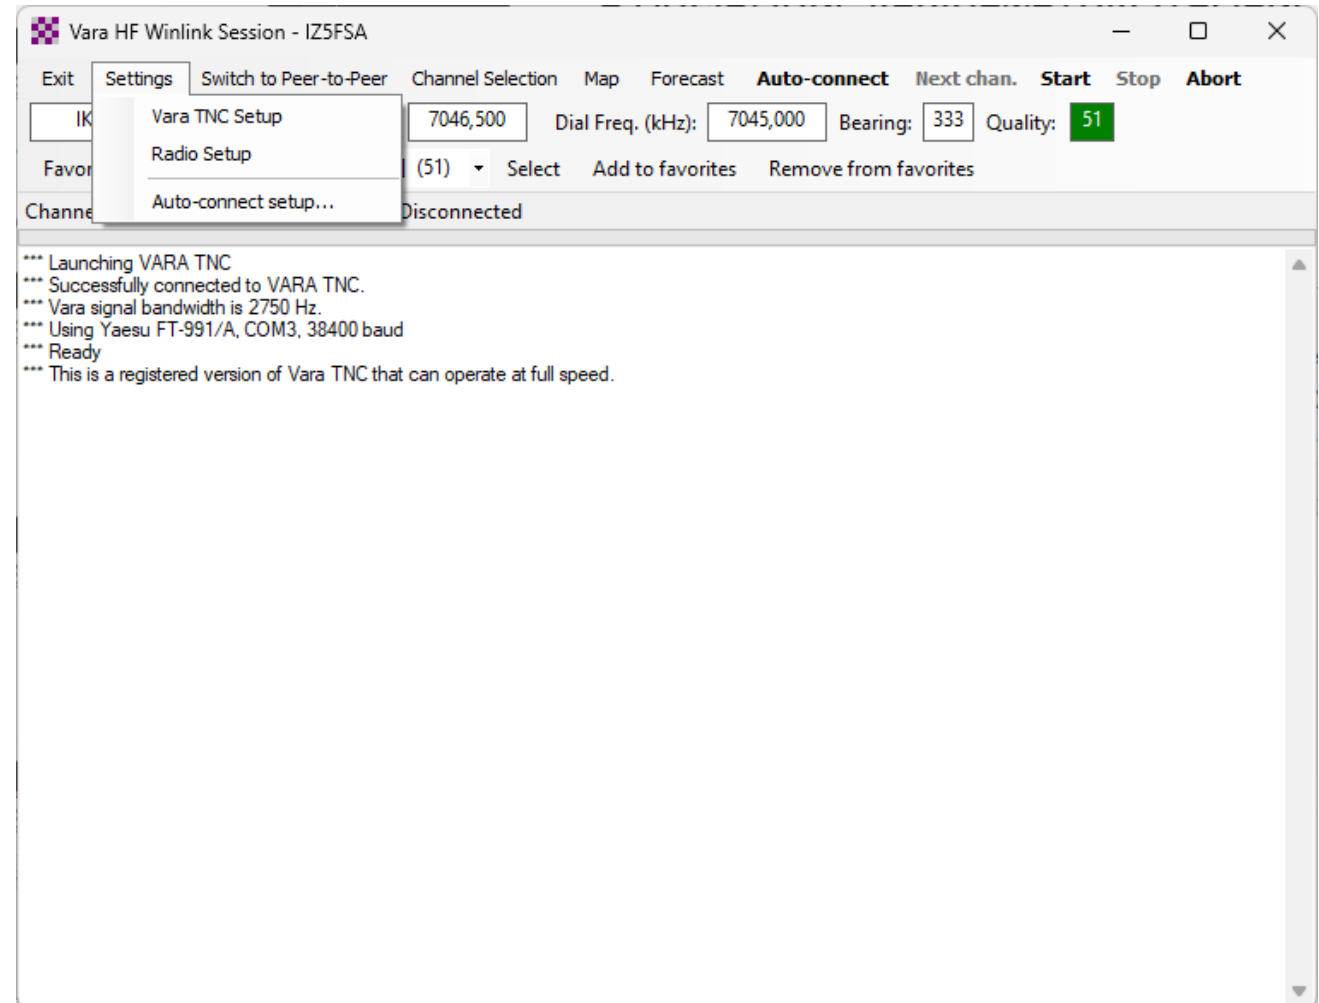 Vara HF Winlink Session - IZ5FSA
Exit Settings Switch to Peer-to-Peer Channel Selection Map Forecast Auto-connect Next chan. Start Stop Abort
Vara TNC Setup
Radio Setup
Auto-connect setup...
IK 7046,500 Dial Freq. (kHz): 7045,000 Bearing: 333 Quality: 51
Favor (51) Select Add to favorites Remove from favorites
Channe Disconnected
*** Launching VARA TNC
*** Successfully connected to VARA TNC.
*** Vara signal bandwidth is 2750 Hz.
*** Using Yaesu FT-991/A, COM3, 38400 baud
*** Ready
*** This is a registered version of Vara TNC that can operate at full speed.